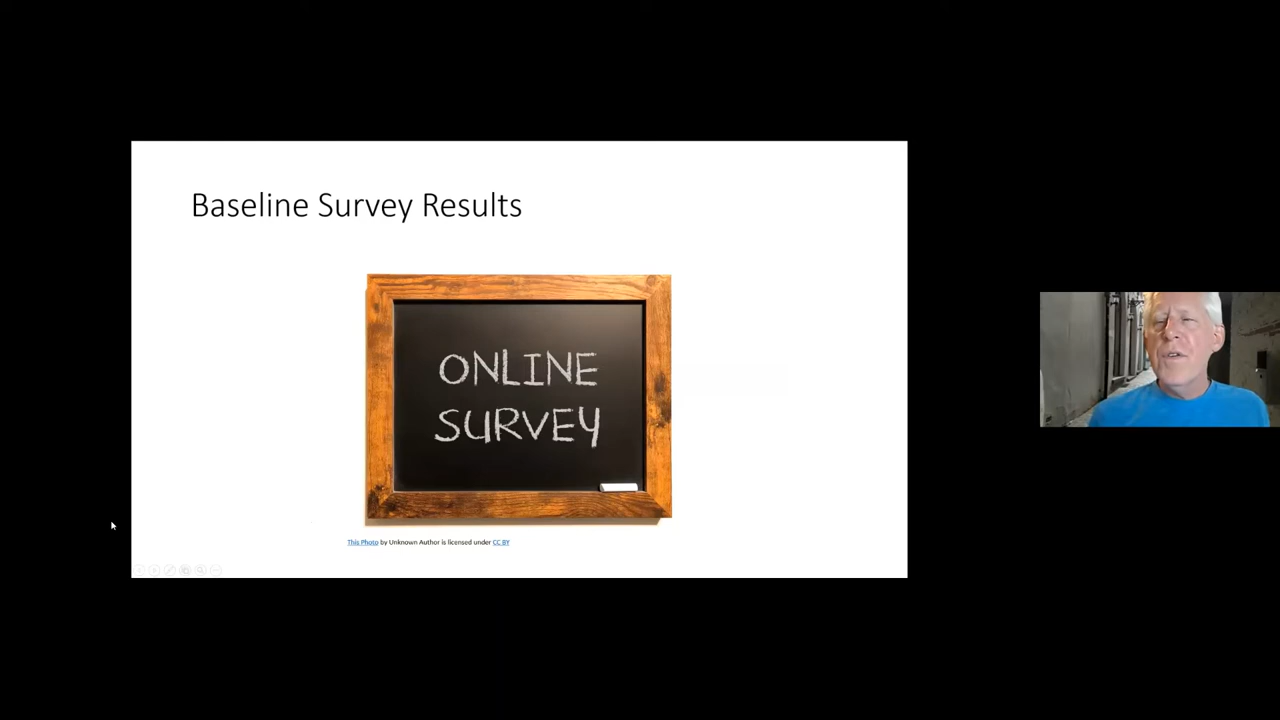 Baseline Survey Results
ONLINE
SURVEY
This Photo by Unknown Author is licensed under CC BY